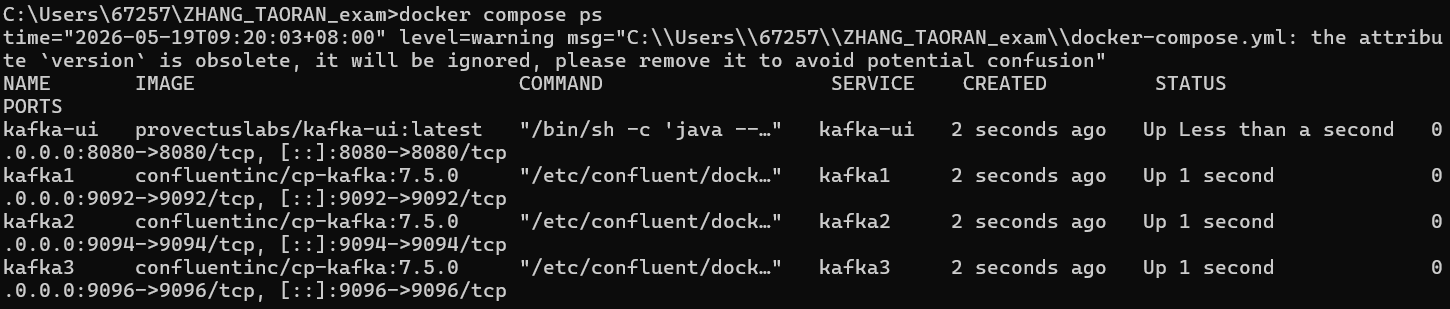 C:\Users\67257\ZHANG_TAORAN_exam>docker compose ps
time="2026-05-19T09:20:03+08:00" level=warning msg="C:\\Users\\67257\\ZHANG_TAORAN_exam\\docker-compose.yml: the attribu
te `version` is obsolete, it will be ignored, please remove it to avoid potential confusion"
NAME       IMAGE                           COMMAND                   SERVICE    CREATED         STATUS
PORTS
kafka-ui   provectuslabs/kafka-ui:latest   "/bin/sh -c 'java --…"   kafka-ui   2 seconds ago   Up Less than a second   0
.0.0.0:8080->8080/tcp, [::]:8080->8080/tcp
kafka1     confluentinc/cp-kafka:7.5.0     "/etc/confluent/dock…"   kafka1     2 seconds ago   Up 1 second             0
.0.0.0:9092->9092/tcp, [::]:9092->9092/tcp
kafka2     confluentinc/cp-kafka:7.5.0     "/etc/confluent/dock…"   kafka2     2 seconds ago   Up 1 second             0
.0.0.0:9094->9094/tcp, [::]:9094->9094/tcp
kafka3     confluentinc/cp-kafka:7.5.0     "/etc/confluent/dock…"   kafka3     2 seconds ago   Up 1 second             0
.0.0.0:9096->9096/tcp, [::]:9096->9096/tcp